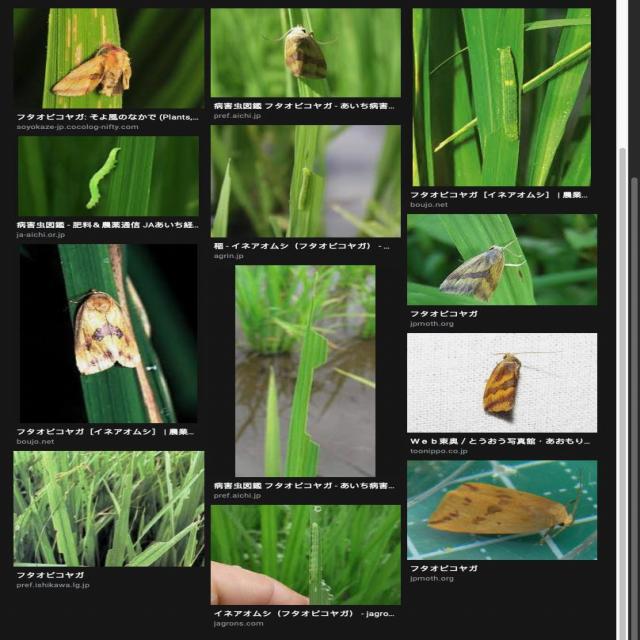 フタオビコヤガ: そよ風のなかで (Plants,...
soyokaze-jp.cocolog-nifty.com
病害虫図鑑 - 肥料＆農薬通信 JAあいち経...
ja-aichi.or.jp
フタオビコヤガ［イネアオムシ］ | 農業...
boujo.net
フタオビコヤガ
pref.ishikawa.lg.jp
病害虫図鑑 フタオビコヤガ - あいち病害...
pref.aichi.jp
稲 - イネアオムシ（フタオビコヤガ） - ...
agrin.jp
病害虫図鑑 フタオビコヤガ - あいち病害...
pref.aichi.jp
イネアオムシ（フタオビコヤガ） - jagro...
jagrons.com
フタオビコヤガ［イネアオムシ］ | 農業...
boujo.net
フタオビコヤガ
jpmoth.org
Ｗｅｂ東奥 / とうおう写真館・あおもり...
toonippo.co.jp
フタオビコヤガ
jpmoth.org